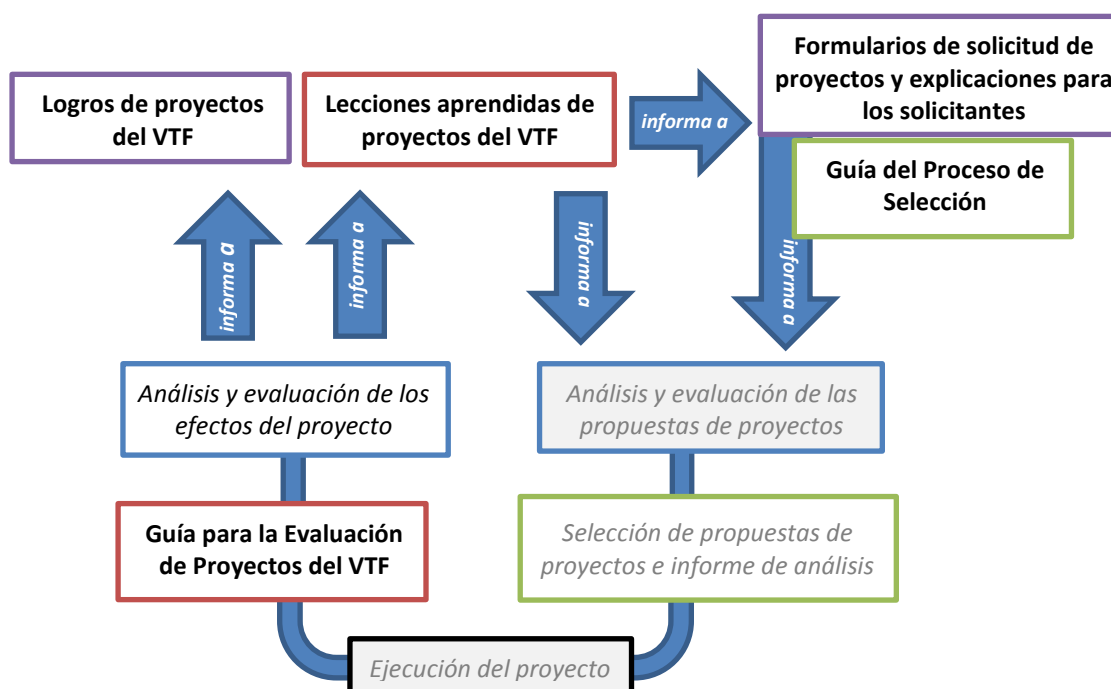 Formularios de solicitud de
proyectos y explicaciones para
los solicitantes
Logros de proyectos
del VTF
Lecciones aprendidas de
proyectos del VTF
informa a
Guía del Proceso de
Selección
informa a
informa a
informa a
informa a
Análisis y evaluación de los
efectos del proyecto
Análisis y evaluación de las
propuestas de proyectos
Guía para la Evaluación
de Proyectos del VTF
Selección de propuestas de
proyectos e informe de análisis
Ejecución del proyecto